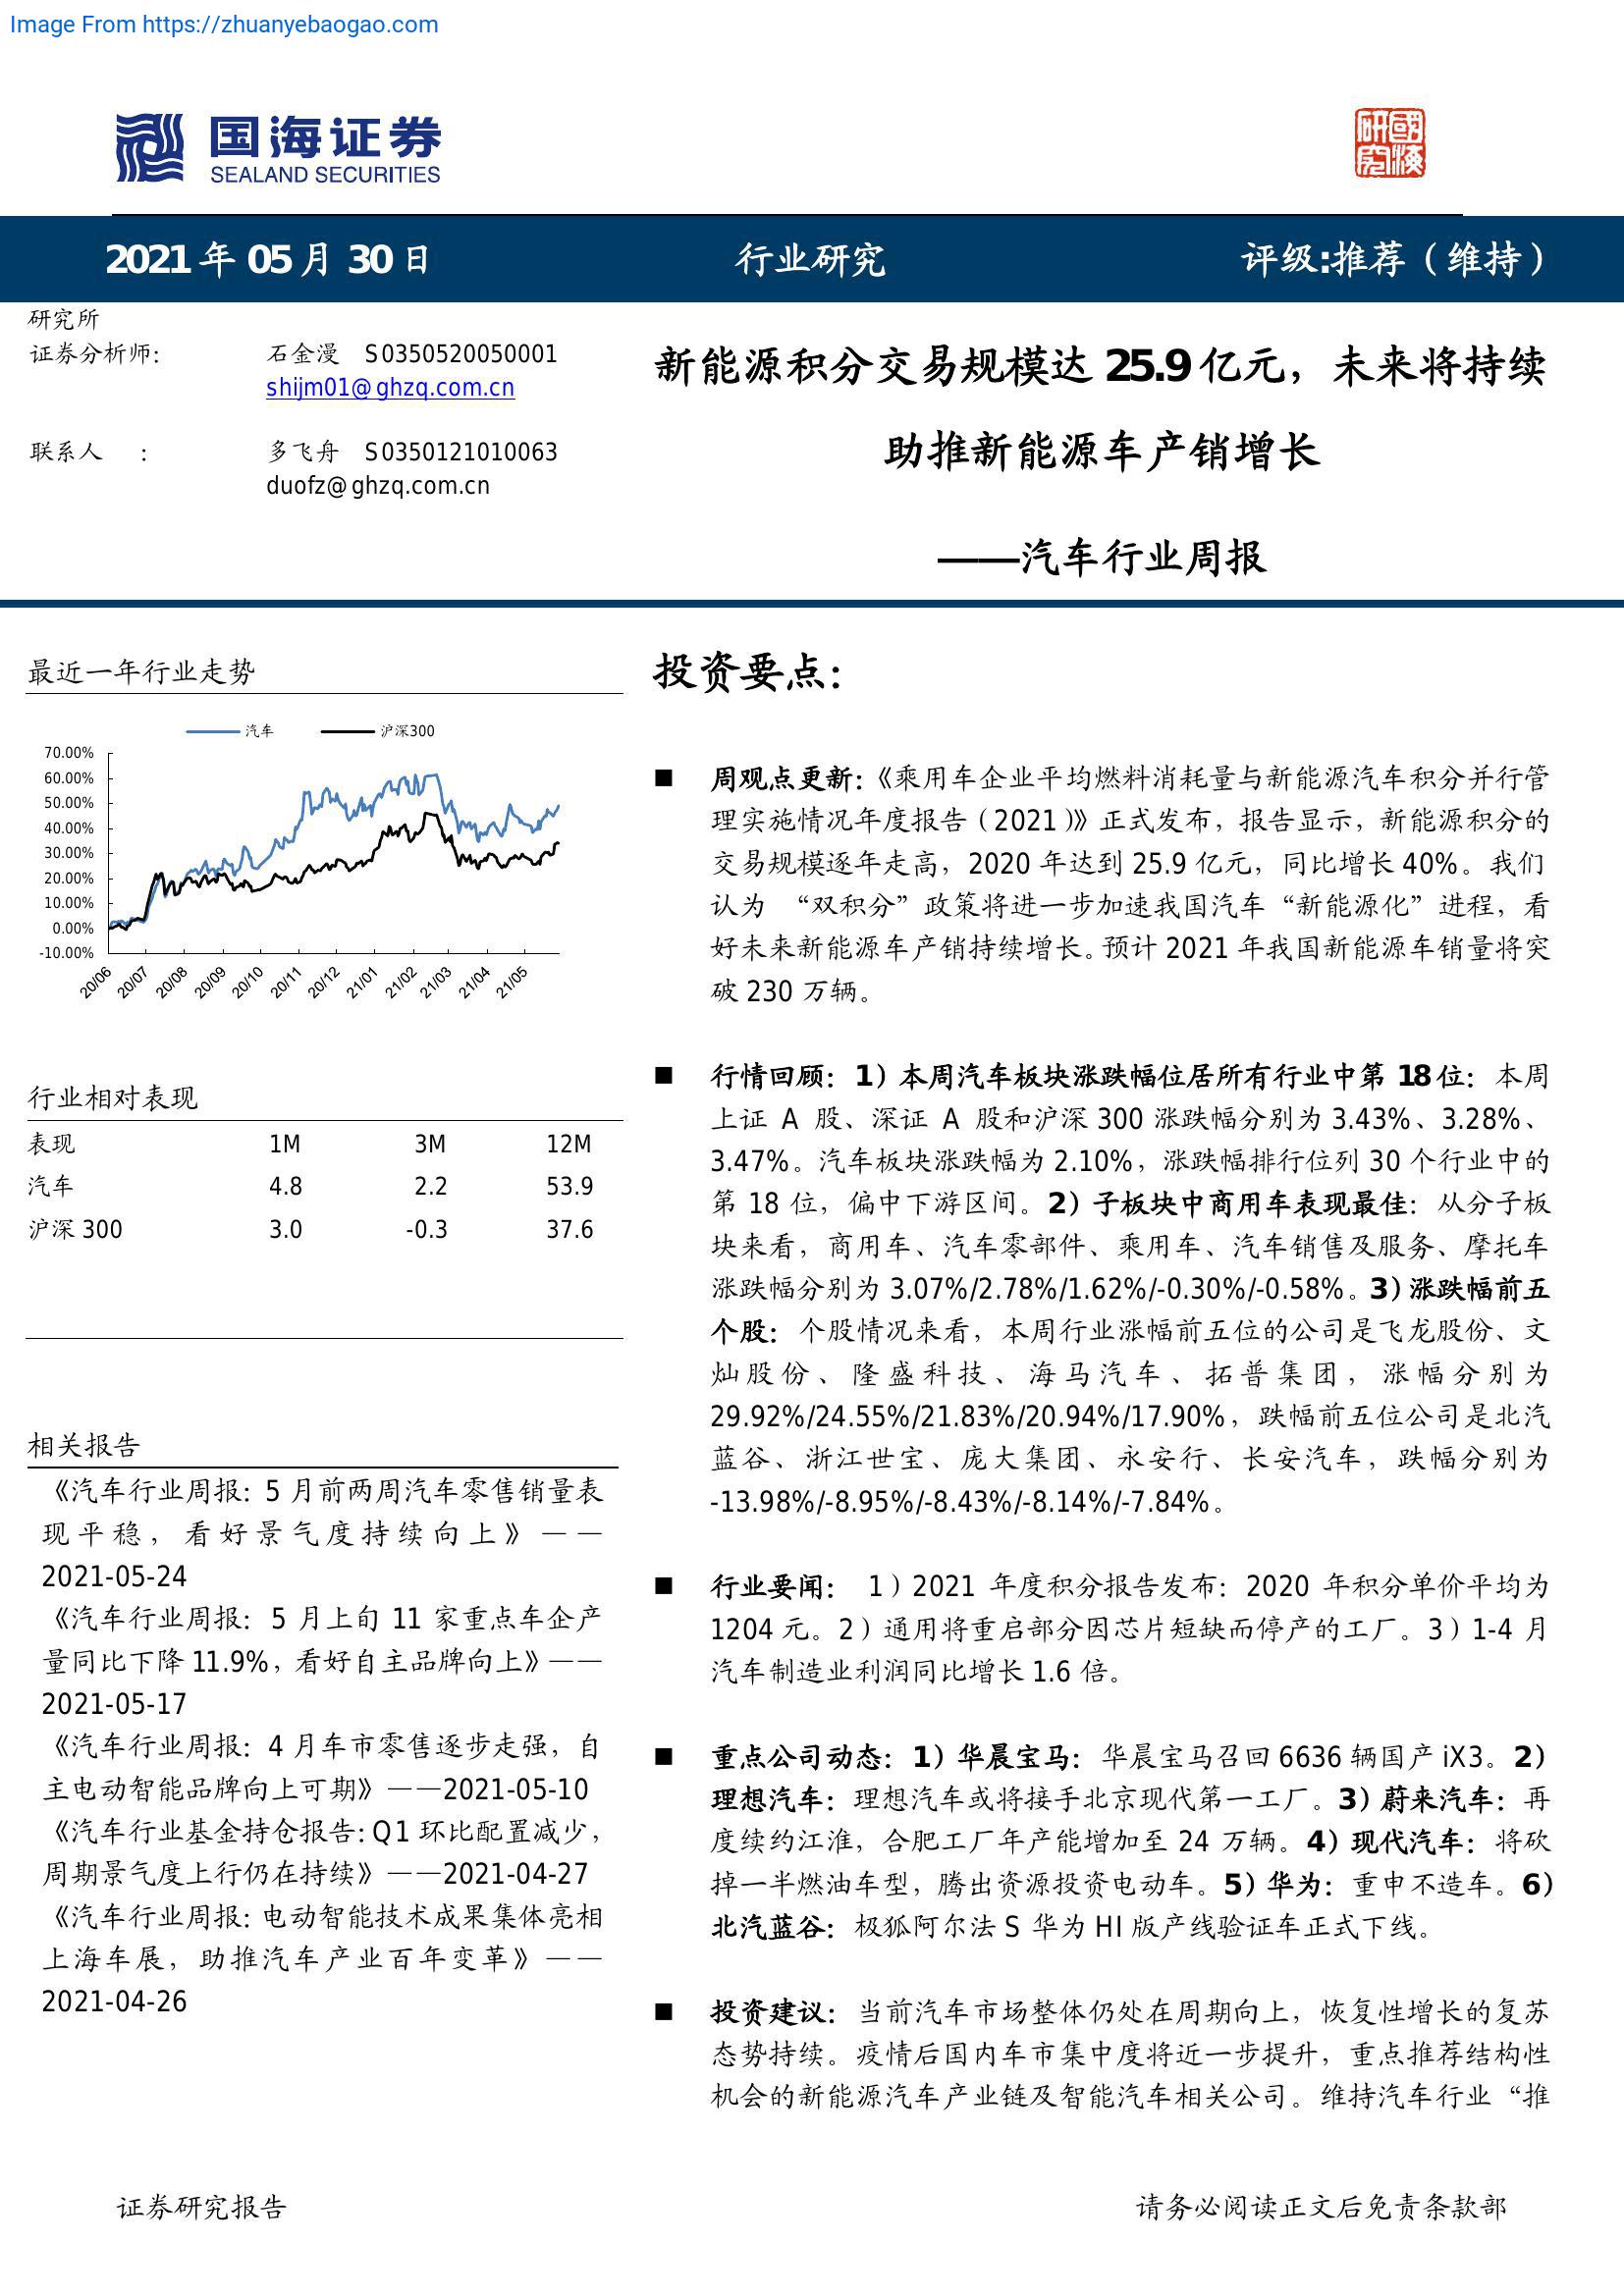 Image From https://zhuanyebaogao.com
国海证券
SEALAND SECURITIES
研究
國海
2021 年 05 月 30 日
行业研究
评级:推荐（维持）
研究所
证券分析师: 石金漫 S0350520050001
shijm01@ghzq.com.cn
联系人 : 多飞舟 S0350121010063
duofz@ghzq.com.cn
新能源积分交易规模达 25.9 亿元，未来将持续
助推新能源车产销增长
——汽车行业周报
最近一年行业走势
汽车 沪深300
70.00%
60.00%
50.00%
40.00%
30.00%
20.00%
10.00%
0.00%
-10.00%
20/06 20/07 20/08 20/09 20/10 20/11 20/12 21/01 21/02 21/03 21/04 21/05
行业相对表现
表现 1M 3M 12M
汽车 4.8 2.2 53.9
沪深 300 3.0 -0.3 37.6
相关报告
《汽车行业周报：5 月前两周汽车零售销量表
现平稳，看好景气度持续向上》——
2021-05-24
《汽车行业周报： 5 月上旬 11 家重点车企产
量同比下降 11.9%，看好自主品牌向上》——
2021-05-17
《汽车行业周报：4 月车市零售逐步走强，自
主电动智能品牌向上可期》——2021-05-10
《汽车行业基金持仓报告：Q1 环比配置减少，
周期景气度上行仍在持续》——2021-04-27
《汽车行业周报：电动智能技术成果集体亮相
上海车展，助推汽车产业百年变革》——
2021-04-26
投资要点：
■ 周观点更新：《乘用车企业平均燃料消耗量与新能源汽车积分并行管
理实施情况年度报告（2021）》正式发布，报告显示，新能源积分的
交易规模逐年走高，2020 年达到 25.9 亿元，同比增长 40%。我们
认为 “双积分”政策将进一步加速我国汽车“新能源化”进程，看
好未来新能源车产销持续增长。预计 2021 年我国新能源车销量将突
破 230 万辆。
■ 行情回顾：1）本周汽车板块涨跌幅位居所有行业中第 18位：本周
上证 A 股、深证 A 股和沪深 300 涨跌幅分别为 3.43%、3.28%、
3.47%。汽车板块涨跌幅为 2.10%，涨跌幅排行位列 30 个行业中的
第 18 位，偏中下游区间。2）子板块中商用车表现最佳：从分子板
块来看，商用车、汽车零部件、乘用车、汽车销售及服务、摩托车
涨跌幅分别为 3.07%/2.78%/1.62%/-0.30%/-0.58%。3）涨跌幅前五
个股：个股情况来看，本周行业涨幅前五位的公司是飞龙股份、文
灿股份、隆盛科技、海马汽车、拓普集团，涨幅分别为
29.92%/24.55%/21.83%/20.94%/17.90%，跌幅前五位公司是北汽
蓝谷、浙江世宝、庞大集团、永安行、长安汽车，跌幅分别为
-13.98%/-8.95%/-8.43%/-8.14%/-7.84%。
■ 行业要闻： 1）2021 年度积分报告发布：2020 年积分单价平均为
1204 元。2）通用将重启部分因芯片短缺而停产的工厂。3）1-4 月
汽车制造业利润同比增长 1.6 倍。
■ 重点公司动态：1）华晨宝马：华晨宝马召回 6636 辆国产 iX3。2）
理想汽车：理想汽车或将接手北京现代第一工厂。3）蔚来汽车：再
度续约江淮，合肥工厂年产能增加至 24 万辆。4）现代汽车：将砍
掉一半燃油车型，腾出资源投资电动车。5）华为：重申不造车。6）
北汽蓝谷：极狐阿尔法 S 华为 HI 版产线验证车正式下线。
■ 投资建议：当前汽车市场整体仍处在周期向上，恢复性增长的复苏
态势持续。疫情后国内车市集中度将近一步提升，重点推荐结构性
机会的新能源汽车产业链及智能汽车相关公司。维持汽车行业“推
证券研究报告
请务必阅读正文后免责条款部